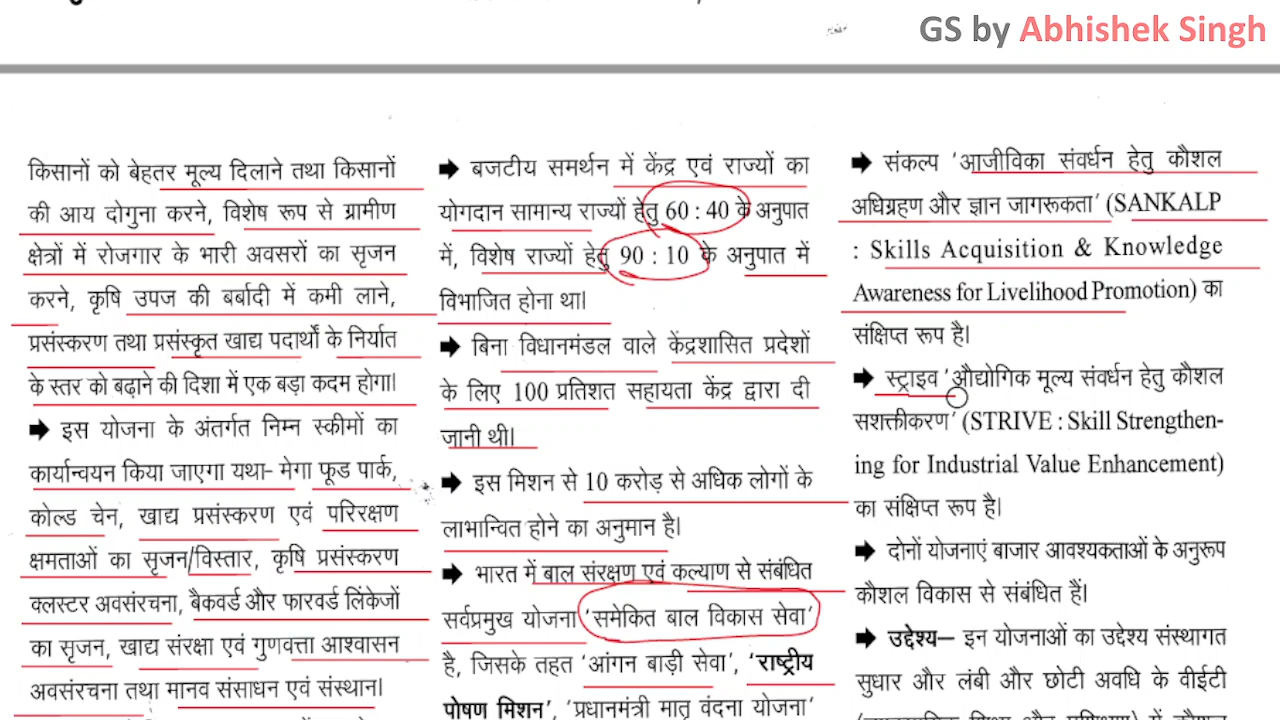 GS by Abhishek Singh
किसानों को बेहतर मूल्य दिलाने तथा किसानों
की आय दोगुना करने, विशेष रूप से ग्रामीण
क्षेत्रों में रोजगार के भारी अवसरों का सृजन
करने, कृषि उपज की बर्बादी में कमी लाने,
प्रसंस्करण तथा प्रसंस्कृत खाद्य पदार्थों के निर्यात
के स्तर को बढ़ाने की दिशा में एक बड़ा कदम होगा।
➡ इस योजना के अंतर्गत निम्न स्कीमों का
कार्यान्वयन किया जाएगा यथा– मेगा फूड पार्क,
कोल्ड चेन, खाद्य प्रसंस्करण एवं परिरक्षण
क्षमताओं का सृजन/विस्तार, कृषि प्रसंस्करण
क्लस्टर अवसंरचना, बैकवर्ड और फारवर्ड लिंकेजों
का सृजन, खाद्य संरक्षा एवं गुणवत्ता आश्वासन
अवसंरचना तथा मानव संसाधन एवं संस्थान।
➡ बजटीय समर्थन में केंद्र एवं राज्यों का
योगदान सामान्य राज्यों हेतु 60 : 40 के अनुपात
में, विशेष राज्यों हेतु 90 : 10 के अनुपात में
विभाजित होना था।
➡ बिना विधानमंडल वाले केंद्रशासित प्रदेशों
के लिए 100 प्रतिशत सहायता केंद्र द्वारा दी
जानी थी।
➡ इस मिशन से 10 करोड़ से अधिक लोगों के
लाभान्वित होने का अनुमान है।
➡ भारत में बाल संरक्षण एवं कल्याण से संबंधित
सर्वप्रमुख योजना 'समेकित बाल विकास सेवा'
है, जिसके तहत 'आंगन बाड़ी सेवा', 'राष्ट्रीय
पोषण मिशन', 'प्रधानमंत्री मातृ वंदना योजना'
➡ संकल्प 'आजीविका संवर्धन हेतु कौशल
अधिग्रहण और ज्ञान जागरूकता' (SANKALP
: Skills Acquisition & Knowledge
Awareness for Livelihood Promotion) का
संक्षिप्त रूप है।
➡ स्ट्राइव 'औद्योगिक मूल्य संवर्धन हेतु कौशल
सशक्तीकरण' (STRIVE : Skill Strengthen-
ing for Industrial Value Enhancement)
का संक्षिप्त रूप है।
➡ दोनों योजनाएं बाजार आवश्यकताओं के अनुरूप
कौशल विकास से संबंधित हैं।
➡ उद्देश्य– इन योजनाओं का उद्देश्य संस्थागत
सुधार और लंबी और छोटी अवधि के वीईटी